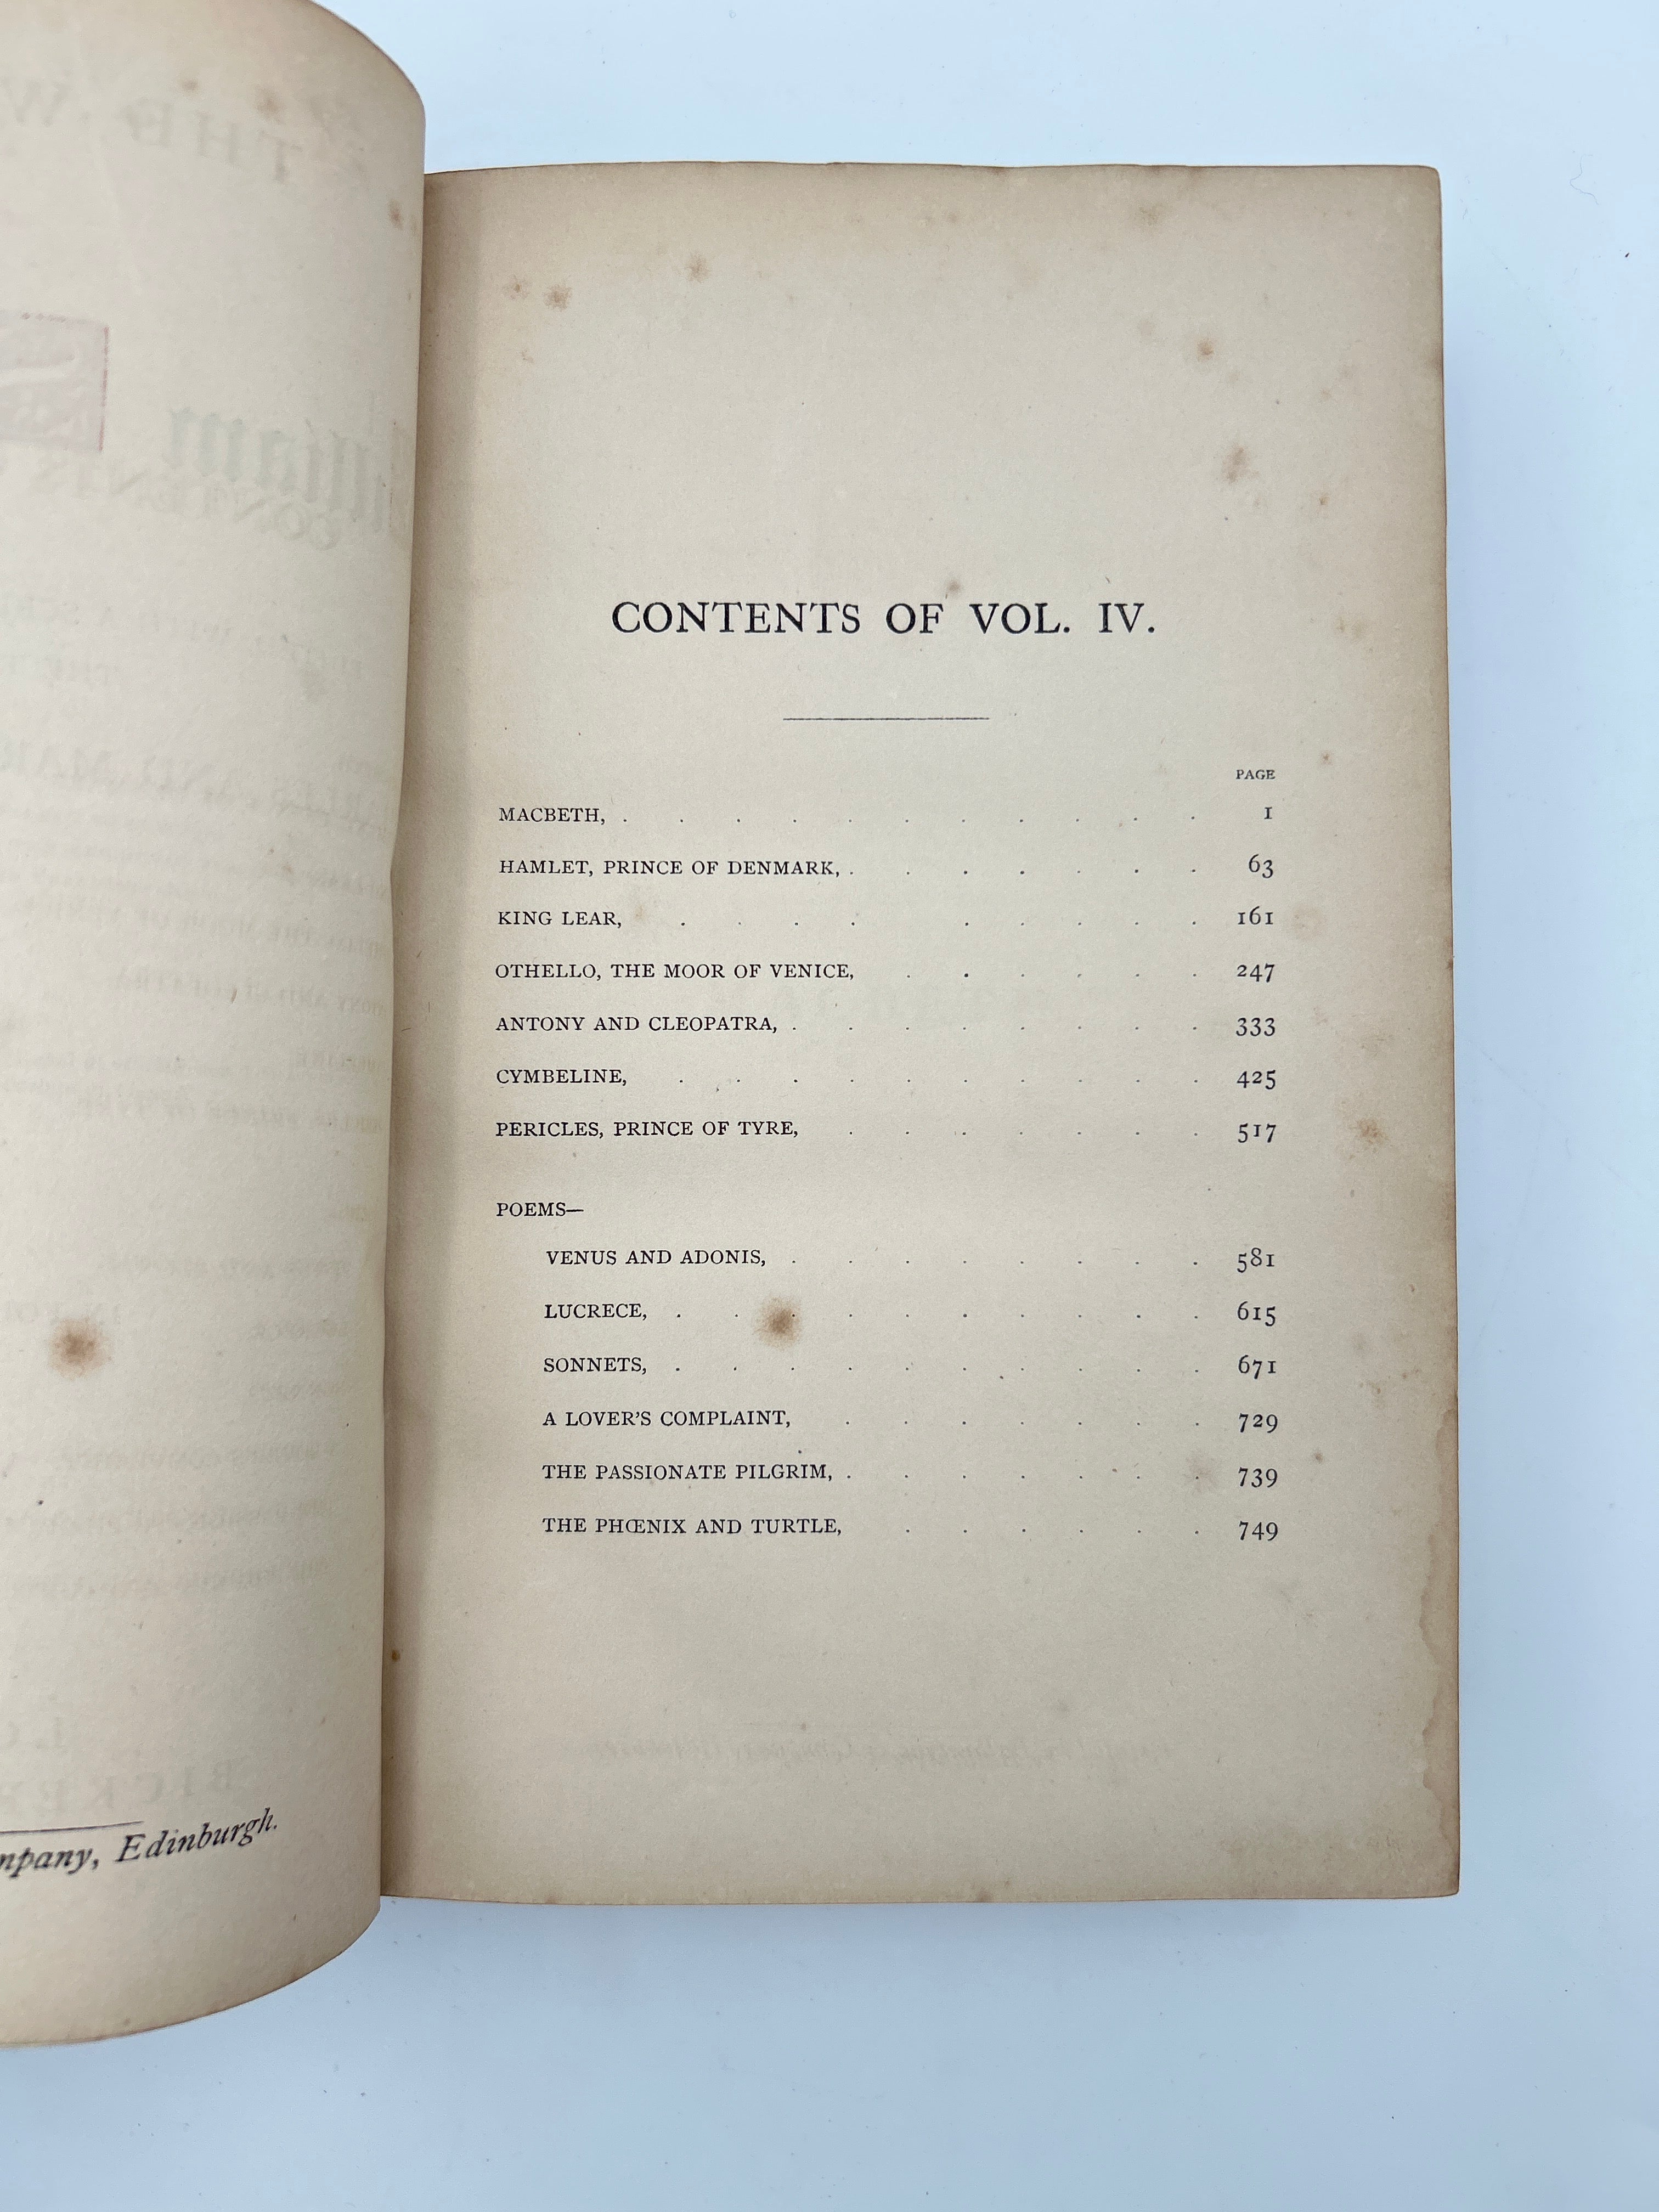 mpany, Edinburgh.
CONTENTS OF VOL. IV.
PAGE
MACBETH, . . . . . . . . . . . 1
HAMLET, PRINCE OF DENMARK, . . . . . . . 63
KING LEAR, . . . . . . . . . 161
OTHELLO, THE MOOR OF VENICE, . . . . . . 247
ANTONY AND CLEOPATRA, . . . . . . . . 333
CYMBELINE, . . . . . . . . . . 425
PERICLES, PRINCE OF TYRE, . . . . . . . 517
POEMS—
VENUS AND ADONIS, . . . . . . . . 581
LUCRECE, . . . . . . . . . . 615
SONNETS, . . . . . . . . . . 671
A LOVER'S COMPLAINT, . . . . . . . 729
THE PASSIONATE PILGRIM, . . . . . . . 739
THE PHŒNIX AND TURTLE, . . . . . . 749